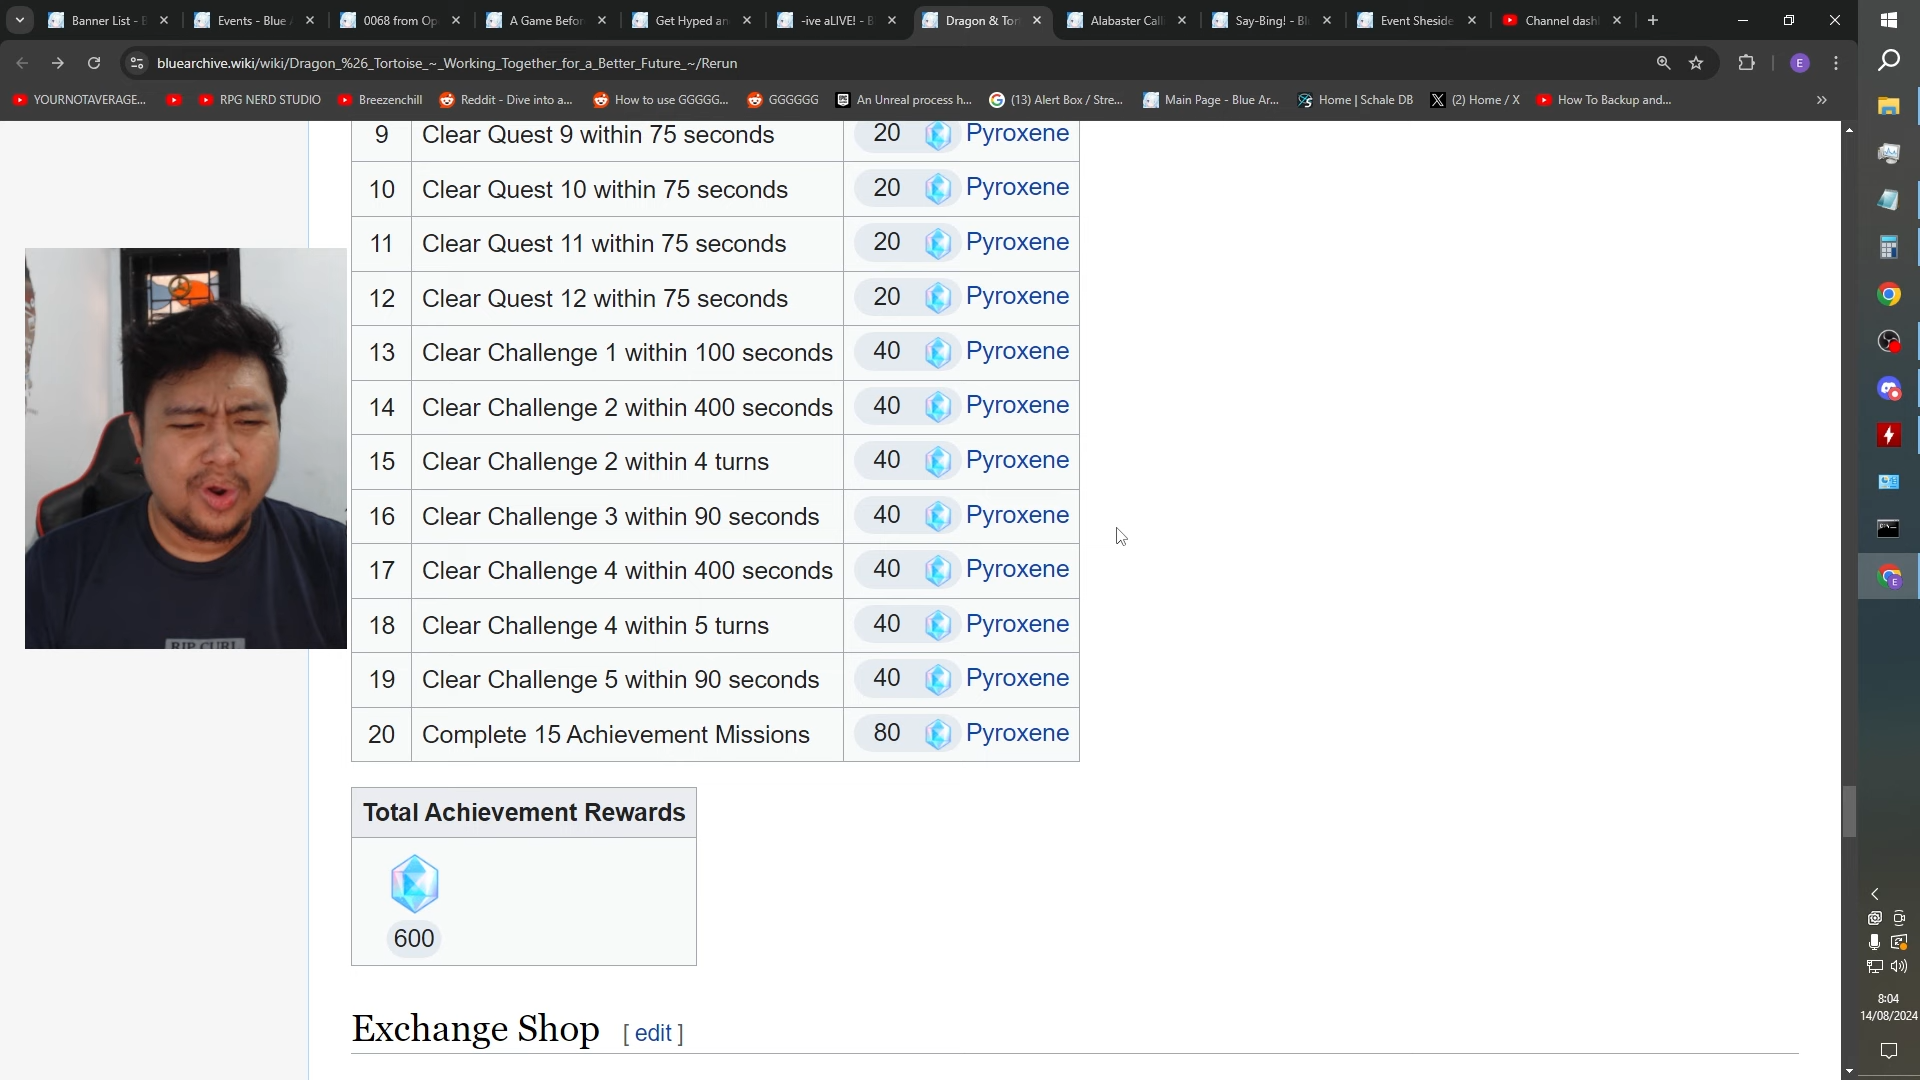 Banner List - B
Events - Blue A
0068 from Op
A Game Befor
Get Hyped an
-ive aLIVE! - B
Dragon & Tor
Alabaster Call
Say-Bing! - Bl
Event Sheside
Channel dash
bluearchive.wiki/wiki/Dragon_%26_Tortoise_~_Working_Together_for_a_Better_Future_~/Rerun
E
YOURNOTAVERAGE...
RPG NERD STUDIO
Breezenchill
Reddit - Dive into a...
How to use GGGGG...
GGGGGG
An Unreal process h...
(13) Alert Box / Stre...
Main Page - Blue Ar...
Home | Schale DB
(2) Home / X
How To Backup and...
9 Clear Quest 9 within 75 seconds 20 Pyroxene
10 Clear Quest 10 within 75 seconds 20 Pyroxene
11 Clear Quest 11 within 75 seconds 20 Pyroxene
12 Clear Quest 12 within 75 seconds 20 Pyroxene
13 Clear Challenge 1 within 100 seconds 40 Pyroxene
14 Clear Challenge 2 within 400 seconds 40 Pyroxene
15 Clear Challenge 2 within 4 turns 40 Pyroxene
16 Clear Challenge 3 within 90 seconds 40 Pyroxene
17 Clear Challenge 4 within 400 seconds 40 Pyroxene
18 Clear Challenge 4 within 5 turns 40 Pyroxene
19 Clear Challenge 5 within 90 seconds 40 Pyroxene
20 Complete 15 Achievement Missions 80 Pyroxene
RIP CURL
Total Achievement Rewards
600
Exchange Shop [ edit ]
8:04
14/08/2024